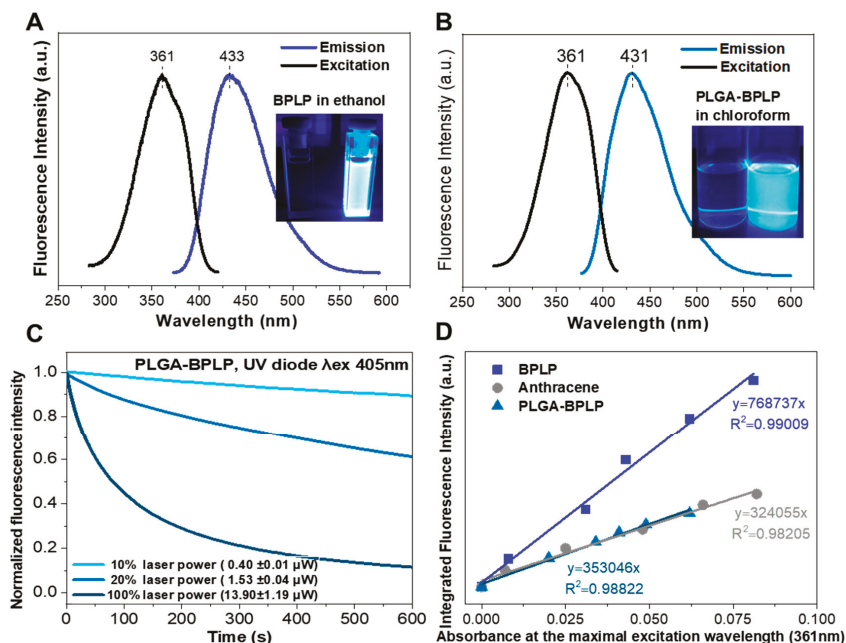 A
361
433
Emission
Excitation
BPLP in ethanol
Fluorescence Intensity (a.u.)
250 300 350 400 450 500 550 600
Wavelength (nm)
B
361
431
Emission
Excitation
PLGA-BPLP
in chloroform
Fluorescence Intensity (a.u.)
250 300 350 400 450 500 550 600
Wavelength (nm)
C
PLGA-BPLP, UV diode λex 405nm
Normalized fluorescence intensity
1.0
0.8
0.6
0.4
0.2
0.0
10% laser power ( 0.40 ±0.01 µW)
20% laser power ( 1.53 ±0.04 µW)
100% laser power (13.90±1.19 µW)
0 100 200 300 400 500 600
Time (s)
D
BPLP
Anthracene
PLGA-BPLP
y=768737x
R²=0.99009
y=324055x
R²=0.98205
y=353046x
R²=0.98822
Integrated Fluorescence Intensity (a.u.)
0.000 0.025 0.050 0.075 0.100
Absorbance at the maximal excitation wavelength (361nm)